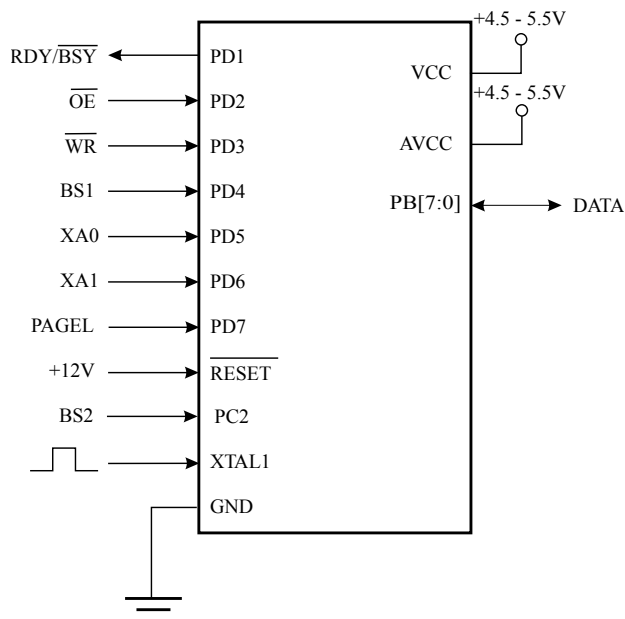 +4.5 - 5.5V
RDY/BSY PD1
VCC
OE PD2
+4.5 - 5.5V
WR PD3 AVCC
BS1 PD4
PB[7:0] DATA
XA0 PD5
XA1 PD6
PAGEL PD7
+12V RESET
BS2 PC2
XTAL1
GND